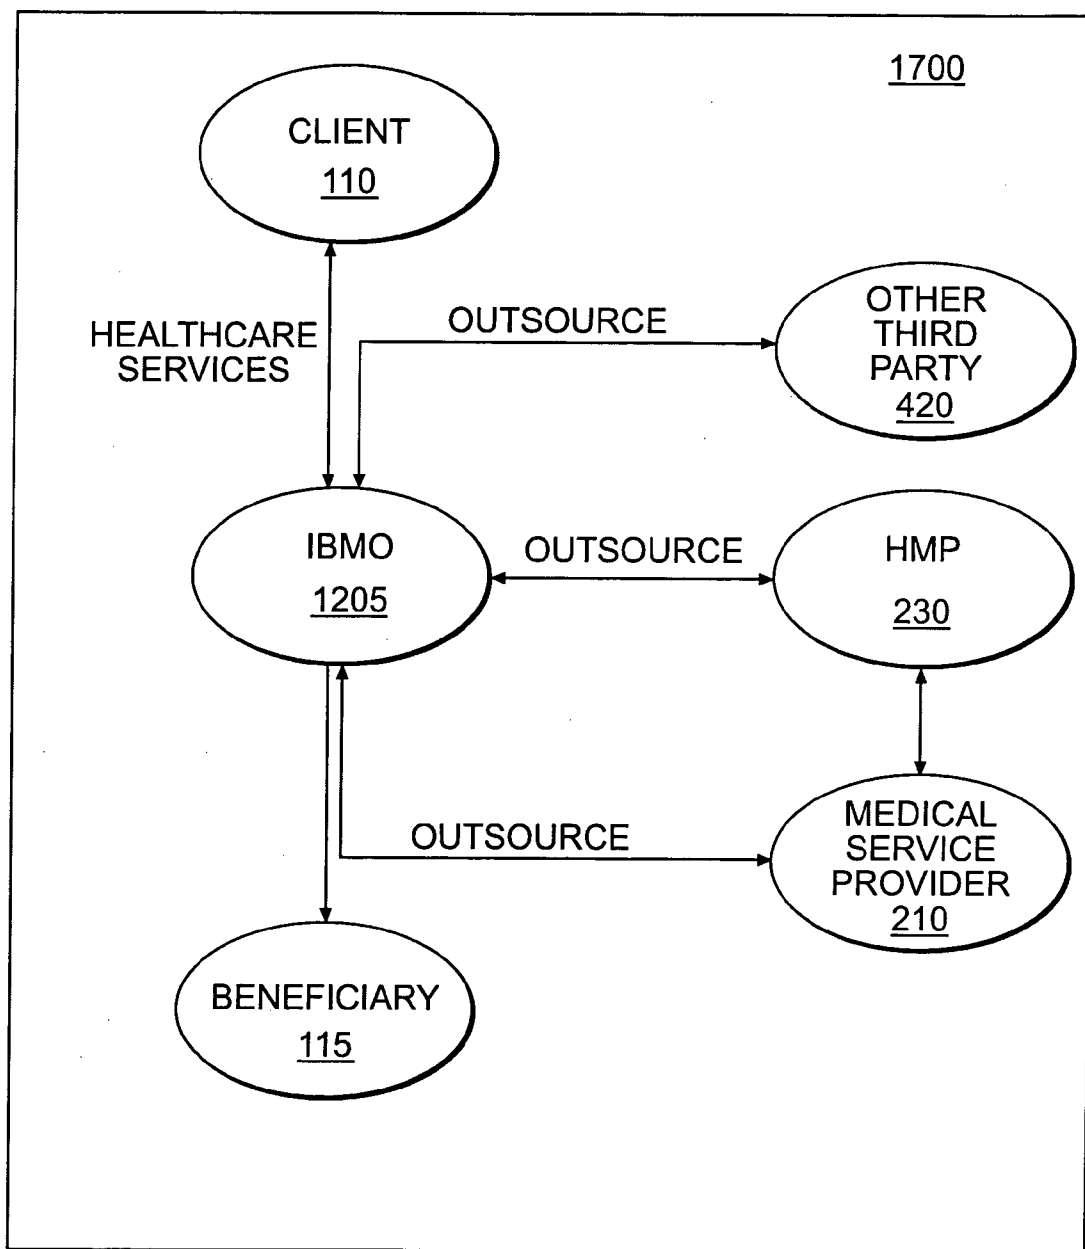 1700
CLIENT
110
HEALTHCARE
SERVICES
OUTSOURCE
OTHER
THIRD
PARTY
420
IBMO
1205
OUTSOURCE
HMP
230
OUTSOURCE
MEDICAL
SERVICE
PROVIDER
210
BENEFICIARY
115